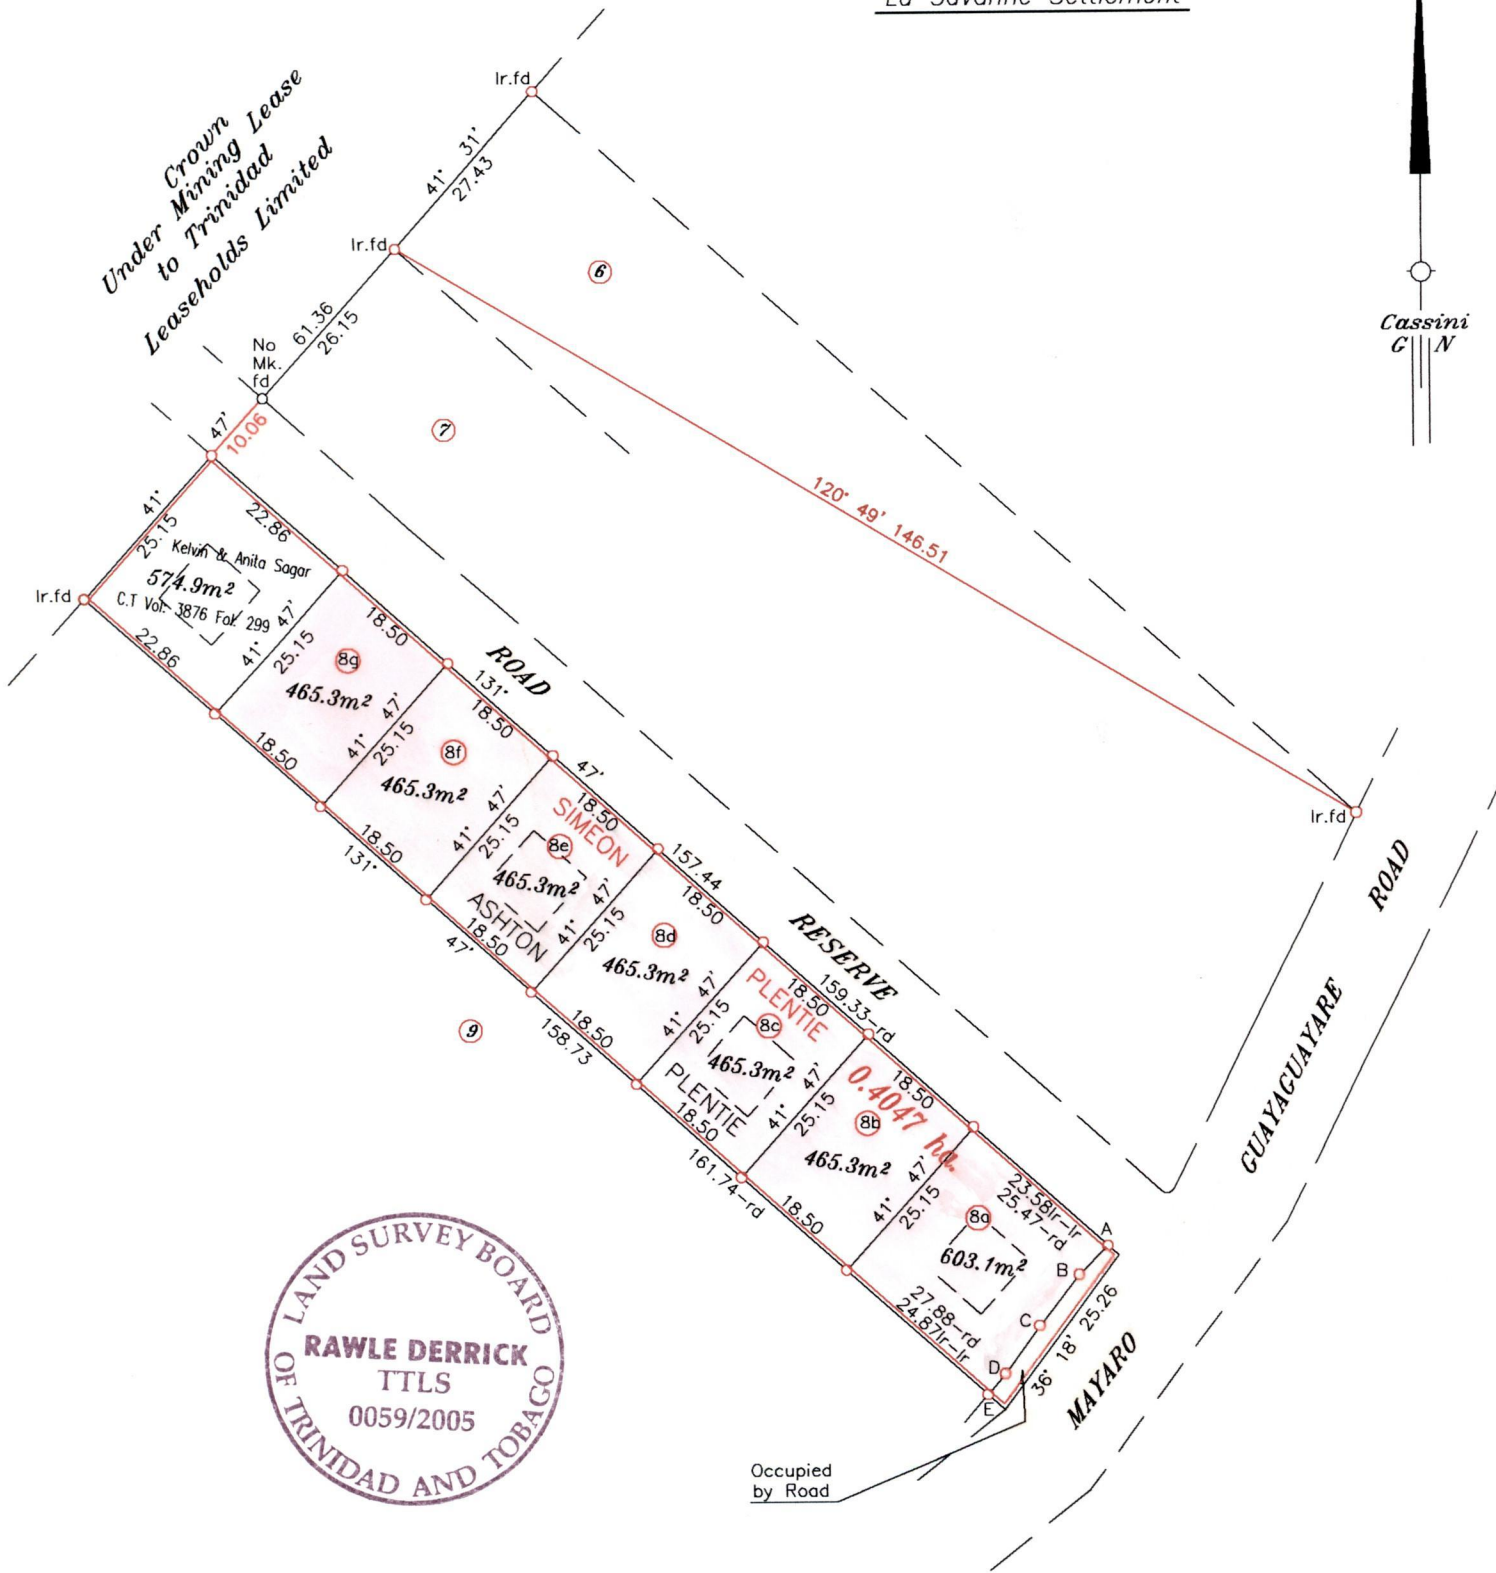 La Savanne Settlement
Crown
Under Mining Lease
to Trinidad
Leaseholds Limited
Ir.fd
41° 31'
27.43
Ir.fd
61.36
26.15
No
Mk.
fd
47'
10.06
6
7
120° 49' 146.51
Cassini
G N
Ir.fd
41°
25.15
22.86
Kelvin & Anita Sagar
574.9m²
C.T Vol. 3876 Fol. 299
Ir.fd
22.86
41° 47'
25.15
18.50
8g
465.3m²
18.50
41° 47'
25.15
131°
18.50
8f
465.3m²
18.50
131°
41° 47'
25.15
47'
18.50
SIMEON
8e
465.3m²
ASHTON
18.50
47'
41° 47'
25.15
157.44
18.50
8d
465.3m²
18.50
158.73
41° 47'
25.15
159.33-rd
18.50
PLENTIE
8c
465.3m²
PLENTIE
18.50
161.74-rd
41° 47'
25.15
18.50
0.4047 ha.
8b
465.3m²
18.50
41° 47'
25.15
23.58Ir-Ir
25.47-rd
8a
603.1m²
27.88-rd
24.87Ir-Ir
A
B
C
D
E
36° 18' 25.26
ROAD
RESERVE
9
MAYARO
GUAYAGUAYARE
ROAD
Occupied
by Road
LAND SURVEY BOARD
RAWLE DERRICK
TTLS
0059/2005
OF TRINIDAD AND TOBAGO